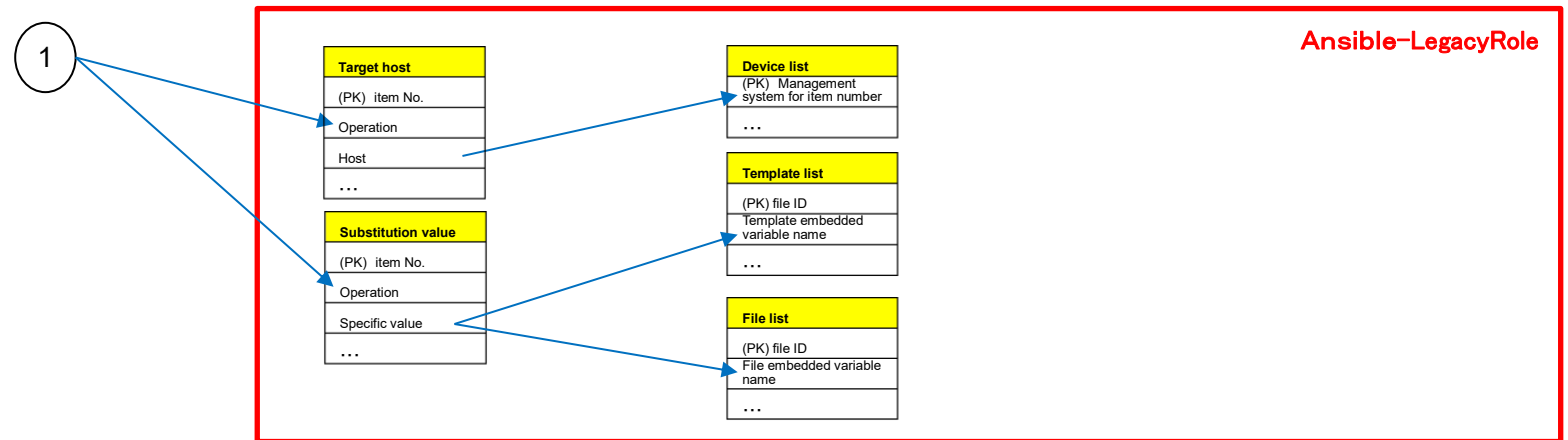 1
Ansible-LegacyRole
Target host
(PK) item No.
Operation
Host
...
Substitution value
(PK) item No.
Operation
Specific value
...
Device list
(PK) Management
system for item number
...
Template list
(PK) file ID
Template embedded
variable name
...
File list
(PK) file ID
File embedded variable
name
...